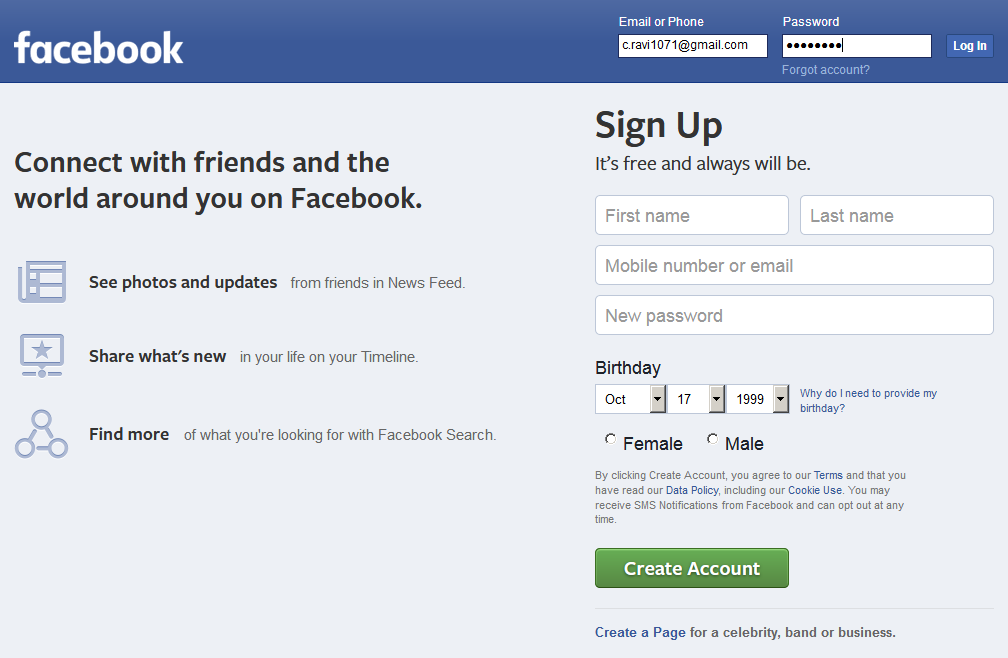 facebook
Email or Phone
Password
c.ravi1071@gmail.com
••••••••
Log In
Forgot account?
Connect with friends and the
world around you on Facebook.
See photos and updates from friends in News Feed.
Share what's new in your life on your Timeline.
Find more of what you're looking for with Facebook Search.
Sign Up
It's free and always will be.
First name
Last name
Mobile number or email
New password
Birthday
Oct
17
1999
Why do I need to provide my
birthday?
Female
Male
By clicking Create Account, you agree to our Terms and that you
have read our Data Policy, including our Cookie Use. You may
receive SMS Notifications from Facebook and can opt out at any
time.
Create Account
Create a Page for a celebrity, band or business.